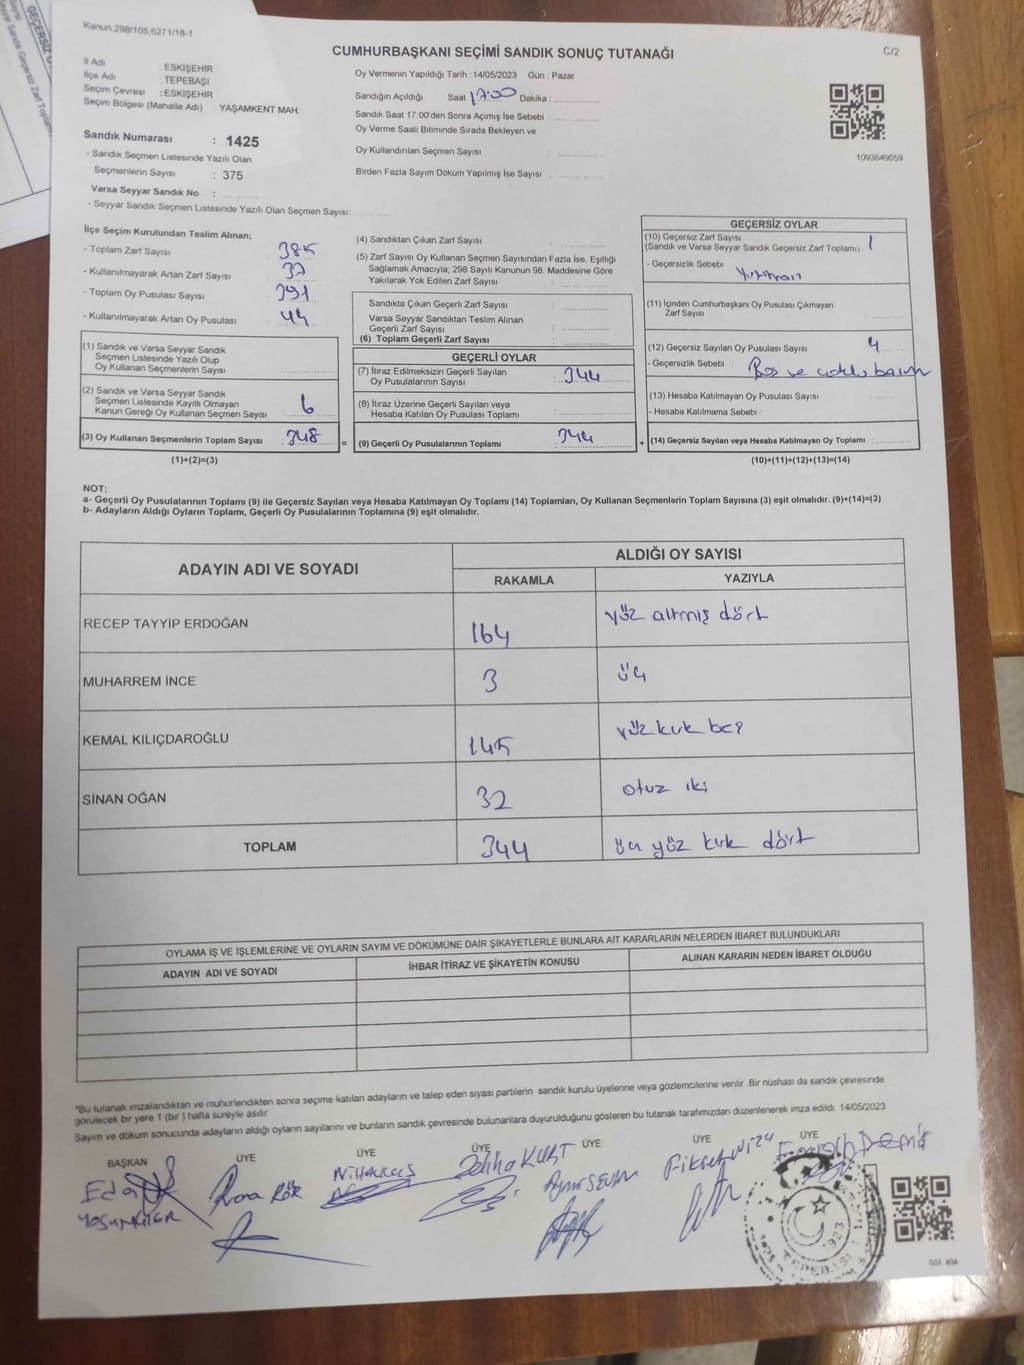 Kanun.298/105,6271/18-1
CUMHURBAŞKANI SEÇİMİ SANDIK SONUÇ TUTANAĞI
C/2
İl Adı : ESKİŞEHİR
İlçe Adı : TEPEBAŞI
Seçim Çevresi : ESKİŞEHİR
Seçim Bölgesi (Mahalle Adı) : YAŞAMKENT MAH.
Sandık Numarası : 1425
- Sandık Seçmen Listesinde Yazılı Olan
Seçmenlerin Sayısı : 375
Varsa Seyyar Sandık No :
- Seyyar Sandık Seçmen Listesinde Yazılı Olan Seçmen Sayısı:
Oy Vermenin Yapıldığı Tarih : 14/05/2023 Gün : Pazar
Sandığın Açıldığı Saat 17:00 Dakika :
Sandık Saat 17:00'den Sonra Açımış İse Sebebi :
Oy Verme Saati Bitiminde Sırada Bekleyen ve
Oy Kullandırılan Seçmen Sayısı :
Birden Fazla Sayım Döküm Yapılmış İse Sayısı :
1093649059
İlçe Seçim Kurulundan Teslim Alınan;
- Toplam Zarf Sayısı : 385
- Kullanılmayarak Artan Zarf Sayısı : 37
- Toplam Oy Pusulası Sayısı : 391
- Kullanılmayarak Artan Oy Pusulası : 44
(1) Sandık ve Varsa Seyyar Sandık
Seçmen Listesinde Yazılı Olup
Oy Kullanan Seçmenlerin Sayısı :
(2) Sandık ve Varsa Seyyar Sandık
Seçmen Listesinde Kayıtlı Olmayan
Kanun Gereği Oy Kullanan Seçmen Sayısı : 6
(3) Oy Kullanan Seçmenlerin Toplam Sayısı : 348
(1)+(2)=(3)
(4) Sandıktan Çıkan Zarf Sayısı :
(5) Zarf Sayısı Oy Kullanan Seçmen Sayısından Fazla İse, Eşitliği
Sağlamak Amacıyla; 298 Sayılı Kanunun 98. Maddesine Göre
Yakılarak Yok Edilen Zarf Sayısı :
Sandıkta Çıkan Geçerli Zarf Sayısı :
Varsa Seyyar Sandıktan Teslim Alınan
Geçerli Zarf Sayısı :
(6) Toplam Geçerli Zarf Sayısı :
GEÇERLİ OYLAR
(7) İtiraz Edilmeksizin Geçerli Sayılan
Oy Pusulalarının Sayısı : 344
(8) İtiraz Üzerine Geçerli Sayılan veya
Hesaba Katılan Oy Pusulası Toplamı :
= (9) Geçerli Oy Pusulalarının Toplamı : 344 +
GEÇERSİZ OYLAR
(10) Geçersiz Zarf Sayısı : 1
(Sandık ve Varsa Seyyar Sandık Geçersiz Zarf Toplamı)
- Geçersizlik Sebebi :
(11) İçinden Cumhurbaşkanı Oy Pusulası Çıkmayan
Zarf Sayısı :
(12) Geçersiz Sayılan Oy Pusulası Sayısı : 4
- Geçersizlik Sebebi : Boş ve
(13) Hesaba Katılmayan Oy Pusulası Sayısı :
- Hesaba Katılmama Sebebi :
(14) Geçersiz Sayılan veya Hesaba Katılmayan Oy Toplamı :
(10)+(11)+(12)+(13)=(14)
NOT:
a- Geçerli Oy Pusulalarının Toplamı (9) ile Geçersiz Sayılan veya Hesaba Katılmayan Oy Toplamı (14) Toplamları, Oy Kullanan Seçmenlerin Toplam Sayısına (3) eşit olmalıdır. (9)+(14)=(3)
b- Adayların Aldığı Oyların Toplamı, Geçerli Oy Pusulalarının Toplamına (9) eşit olmalıdır.
ADAYIN ADI VE SOYADI
ALDIĞI OY SAYISI
RAKAMLA YAZIYLA
RECEP TAYYİP ERDOĞAN 164 yüz altmış dört
MUHARREM İNCE 3 üç
KEMAL KILIÇDAROĞLU 145 yüz kırk beş
SİNAN OĞAN 32 otuz iki
TOPLAM 344 üç yüz kırk dört
OYLAMA İŞ VE İŞLEMLERİNE VE OYLARIN SAYIM VE DÖKÜMÜNE DAİR ŞİKAYETLERLE BUNLARA AİT KARARLARIN NELERDEN İBARET BULUNDUKLARI
ADAYIN ADI VE SOYADI İHBAR İTİRAZ VE ŞİKAYETİN KONUSU ALINAN KARARIN NEDEN İBARET OLDUĞU
*Bu tutanak imzalandıktan ve mühürlendikten sonra seçime katılan adayların ve talep eden siyasi partilerin sandık kurulu üyelerine veya gözlemcilerine verilir. Bir nüshası da sandık çevresinde
görülecek bir yere 1 (bir ) hafta süreyle asılır
Sayım ve döküm sonucunda adayların aldığı oyların sayılarını ve bunların sandık çevresinde bulunanlara duyurulduğunu gösteren bu tutanak tarafımızdan düzenlenerek imza edildi. 14/05/2023
BAŞKAN ÜYE ÜYE ÜYE ÜYE ÜYE ÜYE
Eda
1923
TEPEBAŞI